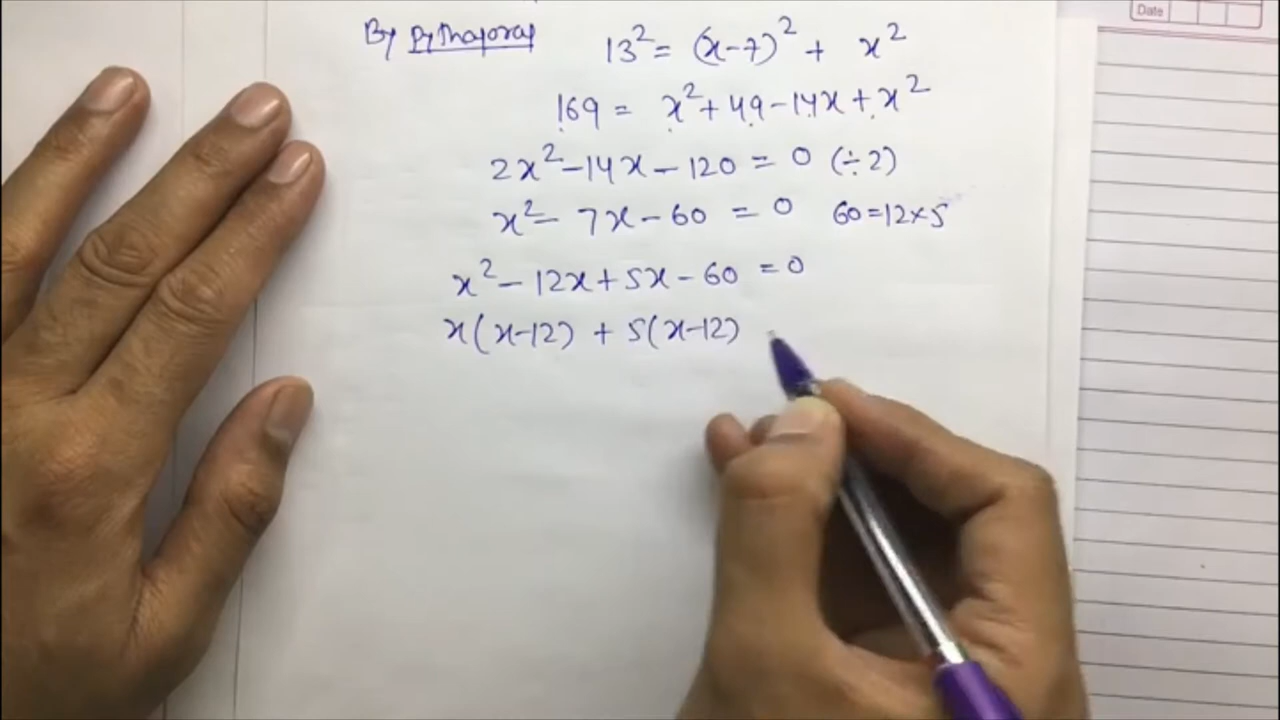 Date
By Pythagoras 13² = (x-7)² + x²
169 = x² + 49 - 14x + x²
2x² - 14x - 120 = 0 (÷2)
x² - 7x - 60 = 0 60 = 12 × 5
x² - 12x + 5x - 60 = 0
x(x-12) + 5(x-12)